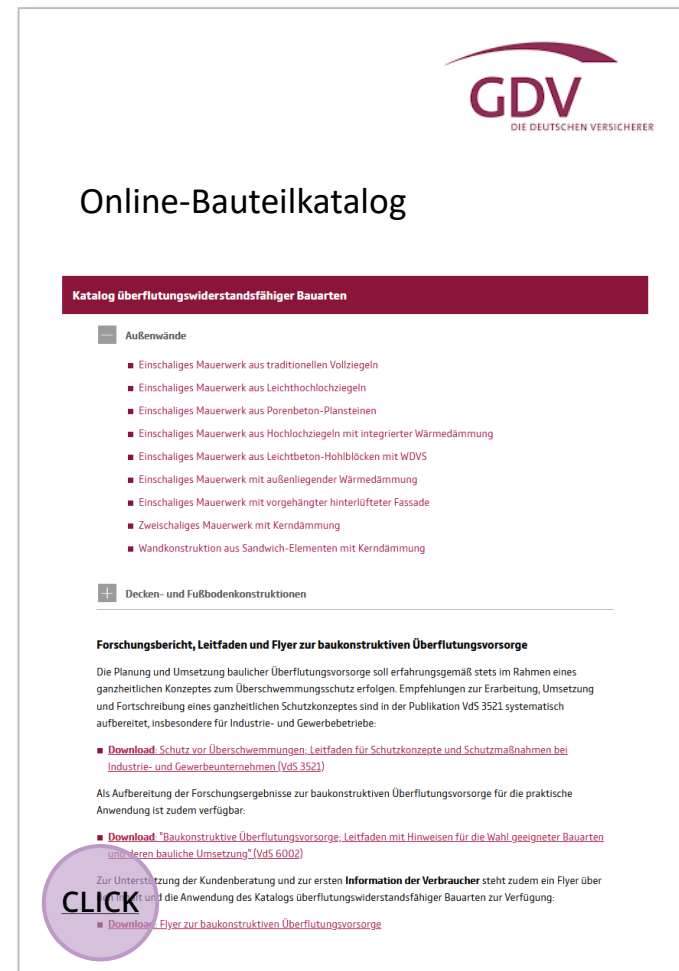 GDV
DIE DEUTSCHEN VERSICHERER
Online-Bauteilkatalog
Katalog überflutungswiderstandsfähiger Bauarten
Außenwände
Einschaliges Mauerwerk aus traditionellen Vollziegeln
Einschaliges Mauerwerk aus Leichthochlochziegeln
Einschaliges Mauerwerk aus Porenbeton-Plansteinen
Einschaliges Mauerwerk aus Hochlochziegeln mit integrierter Wärmedämmung
Einschaliges Mauerwerk aus Leichtbeton-Hohlblöcken mit WDVS
Einschaliges Mauerwerk mit außenliegender Wärmedämmung
Einschaliges Mauerwerk mit vorgehängter hinterlüfteter Fassade
Zweischaliges Mauerwerk mit Kerndämmung
Wandkonstruktion aus Sandwich-Elementen mit Kerndämmung
Decken- und Fußbodenkonstruktionen
Forschungsbericht, Leitfaden und Flyer zur baukonstruktiven Überflutungsvorsorge
Die Planung und Umsetzung baulicher Überflutungsvorsorge soll erfahrungsgemäß stets im Rahmen eines
ganzheitlichen Konzeptes zum Überschwemmungsschutz erfolgen. Empfehlungen zur Erarbeitung, Umsetzung
und Fortschreibung eines ganzheitlichen Schutzkonzeptes sind in der Publikation VdS 3521 systematisch
aufbereitet, insbesondere für Industrie- und Gewerbebetriebe:
Download: Schutz vor Überschwemmungen; Leitfaden für Schutzkonzepte und Schutzmaßnahmen bei
Industrie- und Gewerbeunternehmen (VdS 3521)
Als Aufbereitung der Forschungsergebnisse zur baukonstruktiven Überflutungsvorsorge für die praktische
Anwendung ist zudem verfügbar:
Download: "Baukonstruktive Überflutungsvorsorge; Leitfaden mit Hinweisen für die Wahl geeigneter Bauarten
und deren bauliche Umsetzung" (VdS 6002)
Zur Unterstützung der Kundenberatung und zur ersten Information der Verbraucher steht zudem ein Flyer über
den Inhalt und die Anwendung des Katalogs überflutungswiderstandsfähiger Bauarten zur Verfügung:
CLICK
Download: Flyer zur baukonstruktiven Überflutungsvorsorge